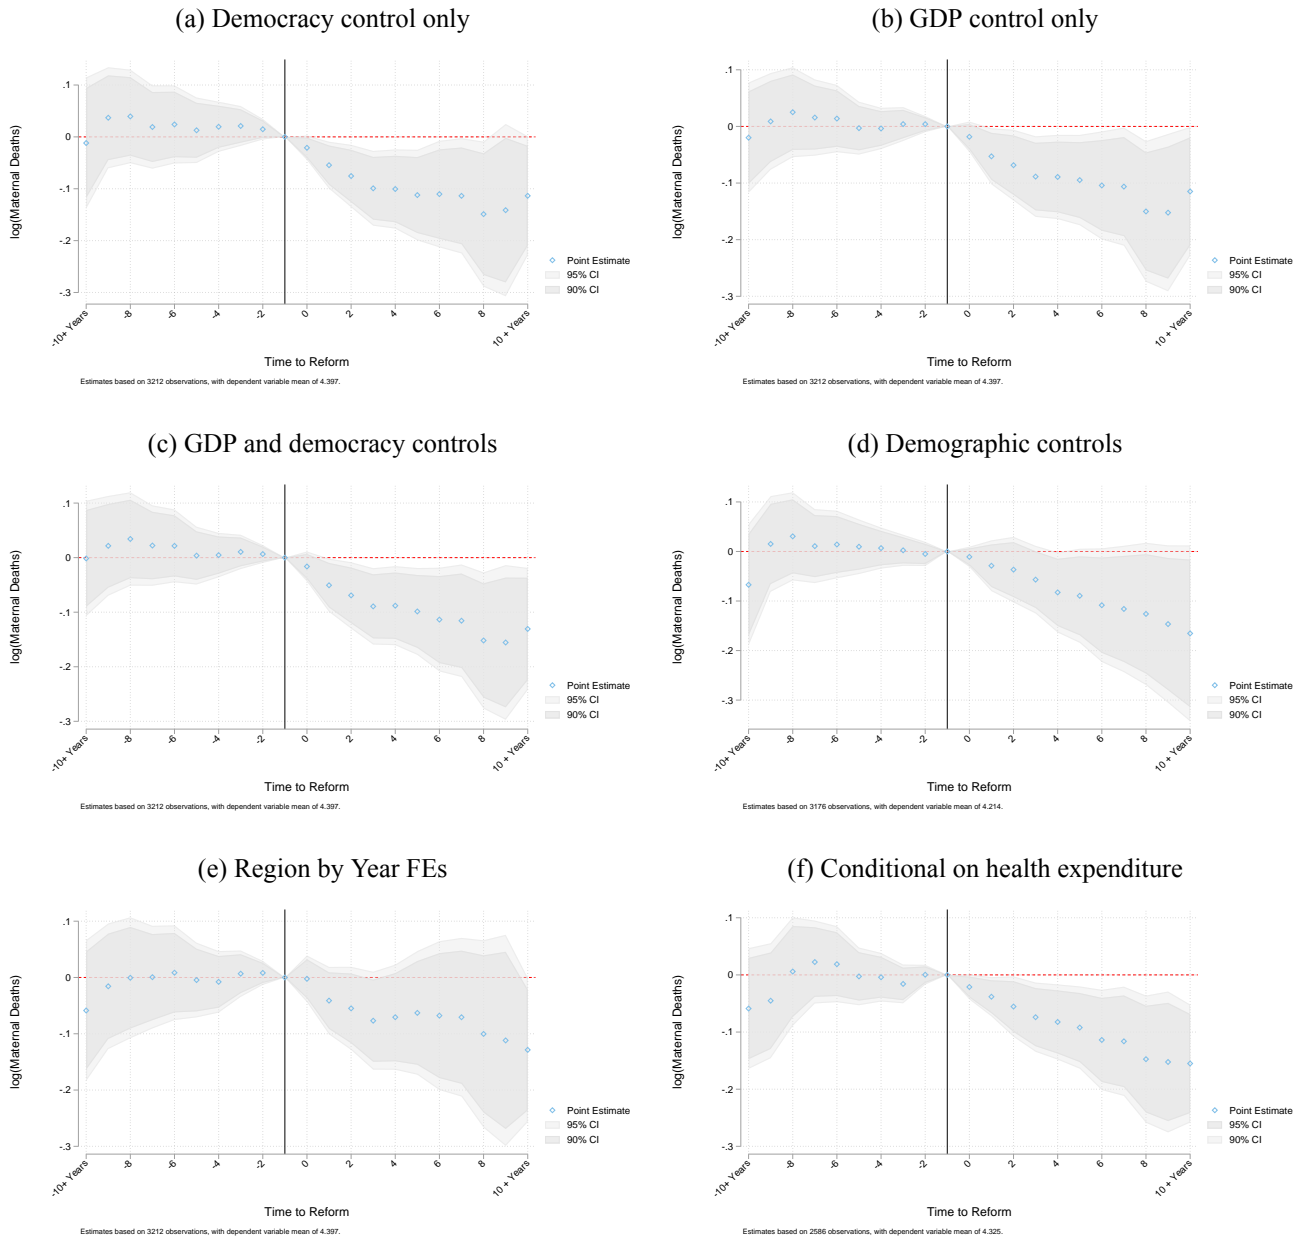 (a) Democracy control only
.1
0
-.1
-.2
-.3
log(Maternal Deaths)
-10+ Years
-8
-6
-4
-2
0
2
4
6
8
10 + Years
Time to Reform
Point Estimate
95% CI
90% CI
Estimates based on 3212 observations, with dependent variable mean of 4.397.
(b) GDP control only
.1
0
-.1
-.2
-.3
log(Maternal Deaths)
-10+ Years
-8
-6
-4
-2
0
2
4
6
8
10 + Years
Time to Reform
Point Estimate
95% CI
90% CI
Estimates based on 3212 observations, with dependent variable mean of 4.397.
(c) GDP and democracy controls
.1
0
-.1
-.2
-.3
log(Maternal Deaths)
-10+ Years
-8
-6
-4
-2
0
2
4
6
8
10 + Years
Time to Reform
Point Estimate
95% CI
90% CI
Estimates based on 3212 observations, with dependent variable mean of 4.397.
(d) Demographic controls
.1
0
-.1
-.2
-.3
log(Maternal Deaths)
-10+ Years
-8
-6
-4
-2
0
2
4
6
8
10 + Years
Time to Reform
Point Estimate
95% CI
90% CI
Estimates based on 3176 observations, with dependent variable mean of 4.214.
(e) Region by Year FEs
.1
0
-.1
-.2
-.3
log(Maternal Deaths)
-10+ Years
-8
-6
-4
-2
0
2
4
6
8
10 + Years
Time to Reform
Point Estimate
95% CI
90% CI
Estimates based on 3212 observations, with dependent variable mean of 4.397.
(f) Conditional on health expenditure
.1
0
-.1
-.2
-.3
log(Maternal Deaths)
-10+ Years
-8
-6
-4
-2
0
2
4
6
8
10 + Years
Time to Reform
Point Estimate
95% CI
90% CI
Estimates based on 2586 observations, with dependent variable mean of 4.325.